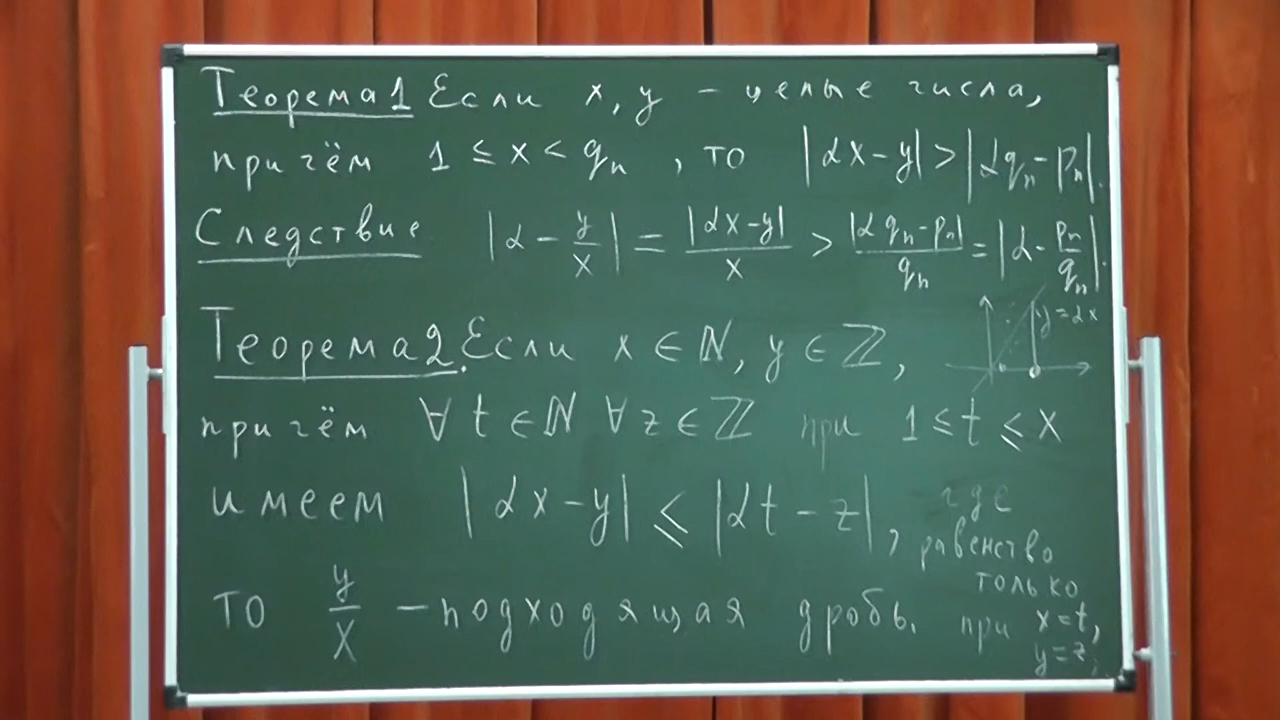 Теорема 1 Если x, y – целые числа,
причём 1 ≤ x < qₙ, то |αx – y| > |αqₙ – pₙ|.
Следствие |α – y/x| = |αx – y|/x > |αqₙ – pₙ|/qₙ = |α – pₙ/qₙ|.
y = αx
Теорема 2. Если x ∈ ℕ, y ∈ ℤ,
причём ∀ t ∈ ℕ ∀ z ∈ ℤ при 1 ≤ t ≤ x
имеем |αx – y| ≤ |αt – z|, где
равенство
только
то y/x – подходящая дробь. при x = t,
y = z,